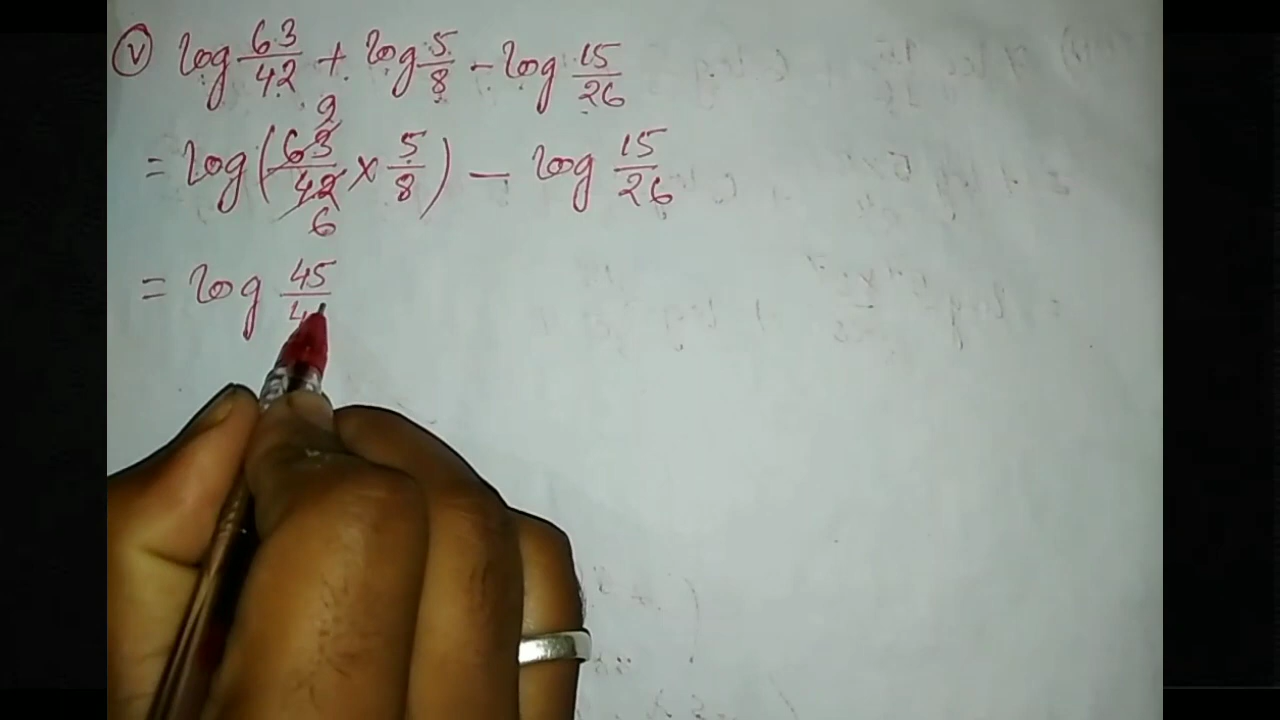 (v) log 63/42 + log 5/8 - log 15/26
9
= log (63/42 × 5/8) - log 15/26
6
= log 45/4